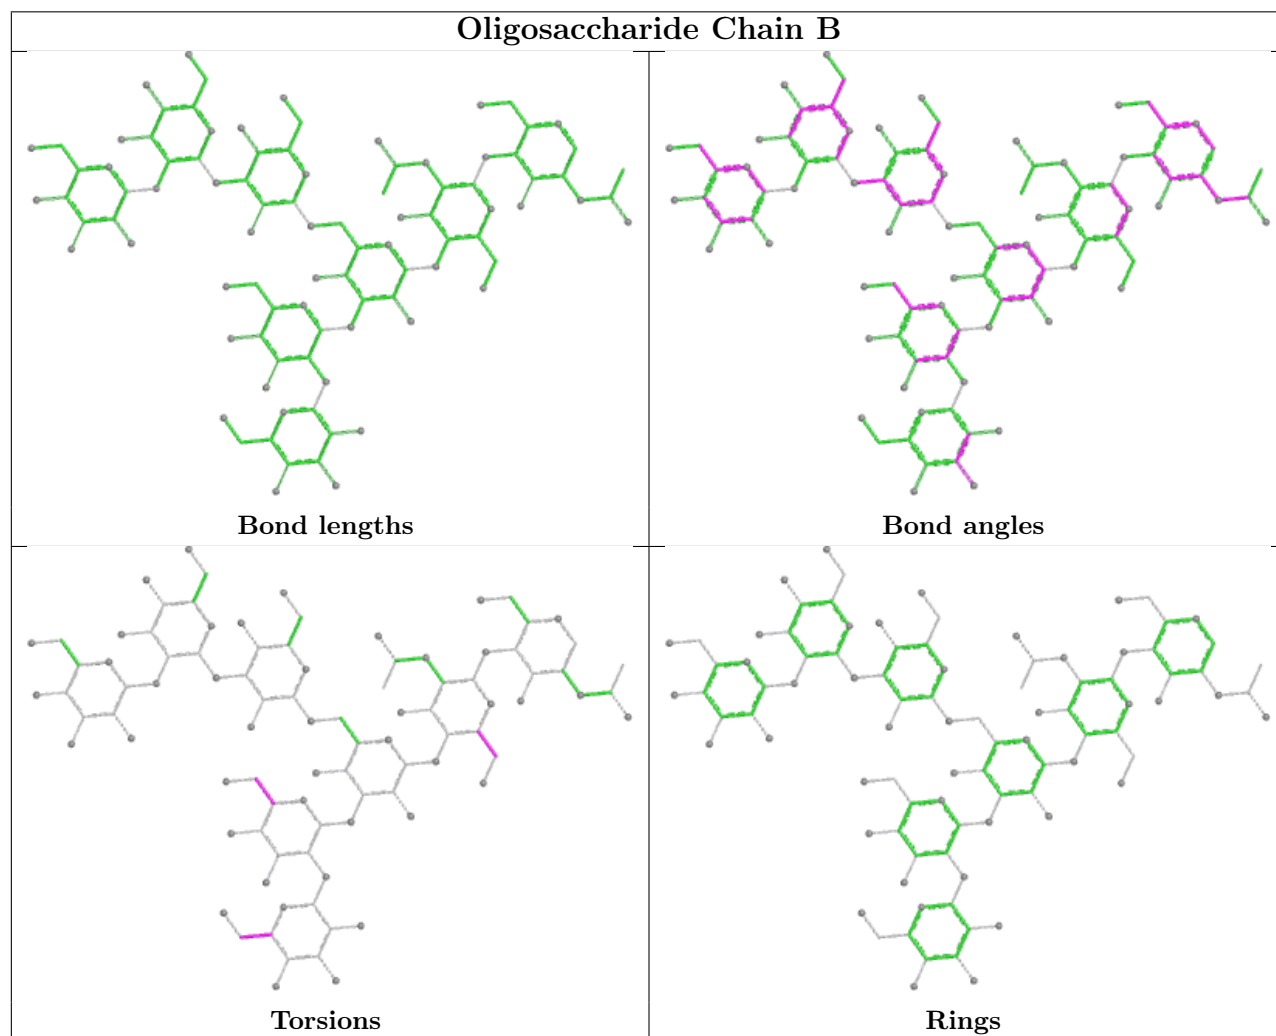 Oligosaccharide Chain B
Bond lengths
Bond angles
Torsions
Rings